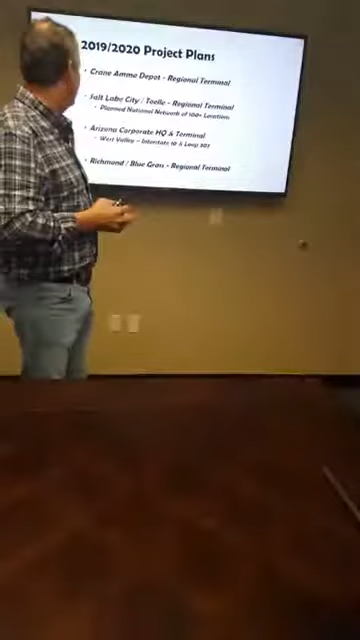 2019/2020 Project Plans
• Crane Ammo Depot - Regional Terminal
• Salt Lake City / Toelle - Regional Terminal
• Planned National Network of 100+ Locations
• Arizona Corporate HQ & Terminal
• West Valley – Interstate 10 & Loop 303
• Richmond / Blue Grass - Regional Terminal